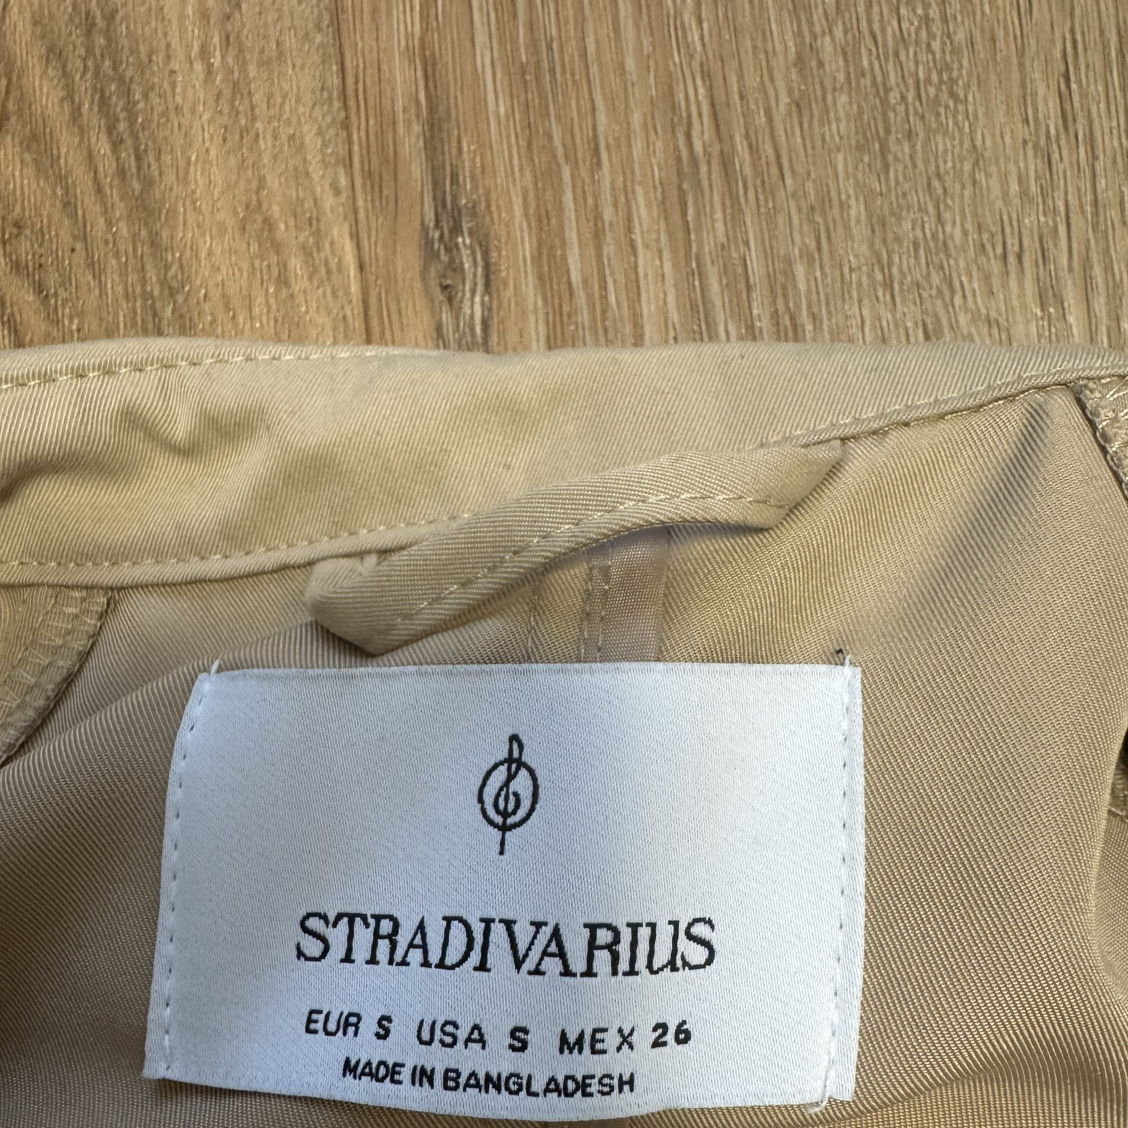 STRADIVARIUS
EUR S USA S MEX 26
MADE IN BANGLADESH